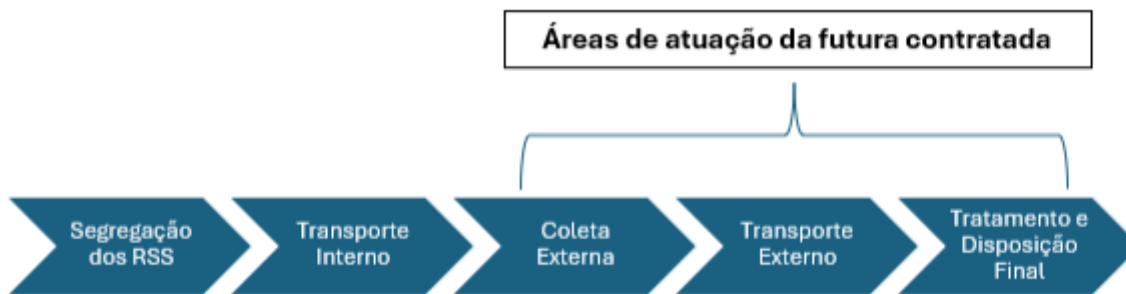 Áreas de atuação da futura contratada
Segregação
dos RSS
Transporte
Interno
Coleta
Externa
Transporte
Externo
Tratamento e
Disposição
Final